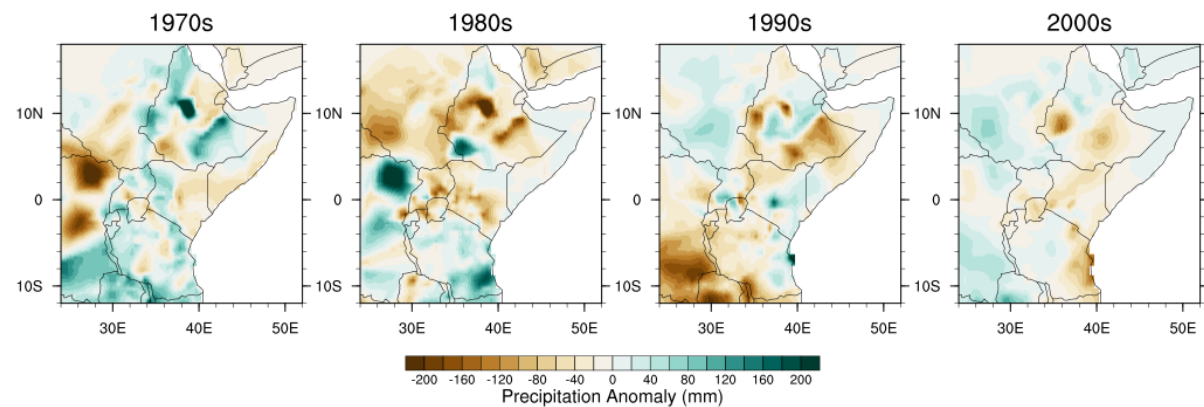 1970s 1980s 1990s 2000s
10N 10N 10N 10N
0 0 0 0
10S 10S 10S 10S
30E 40E 50E 30E 40E 50E 30E 40E 50E 30E 40E 50E
-200 -160 -120 -80 -40 0 40 80 120 160 200
Precipitation Anomaly (mm)